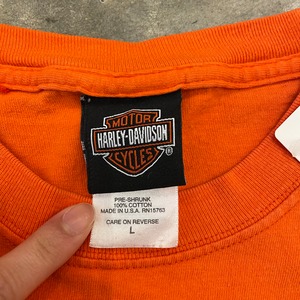 MOTOR
HARLEY-DAVIDSON
CYCLES
®
PRE-SHRUNK
100% COTTON
MADE IN U.S.A. RN15763
CARE ON REVERSE
L